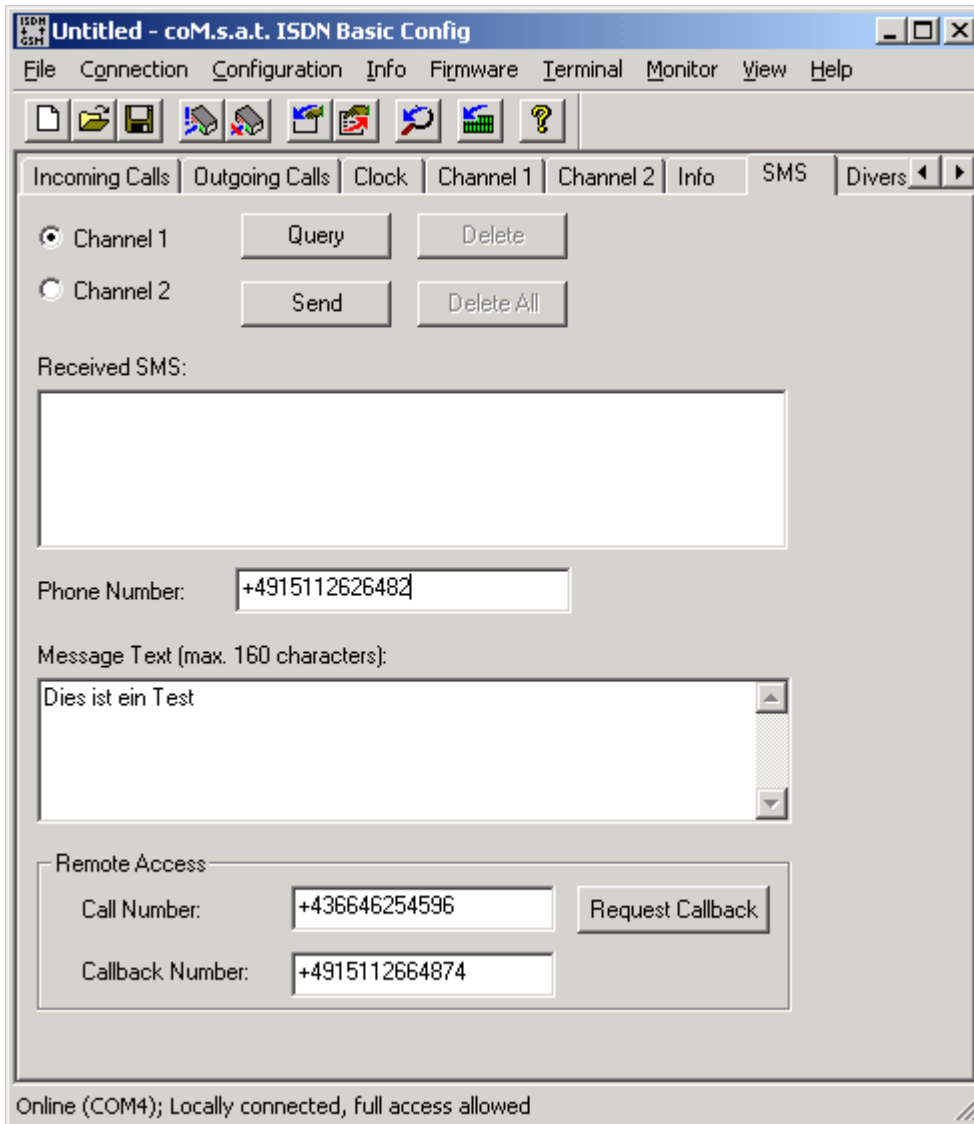 ISDN GSM Untitled - coM.s.a.t. ISDN Basic Config
File Connection Configuration Info Firmware Terminal Monitor View Help
Incoming Calls Outgoing Calls Clock Channel 1 Channel 2 Info SMS Divers
Channel 1 Query Delete
Channel 2 Send Delete All
Received SMS:
Phone Number: +4915112626482
Message Text (max. 160 characters):
Dies ist ein Test
Remote Access
Call Number: +436646254596 Request Callback
Callback Number: +4915112664874
Online (COM4); Locally connected, full access allowed